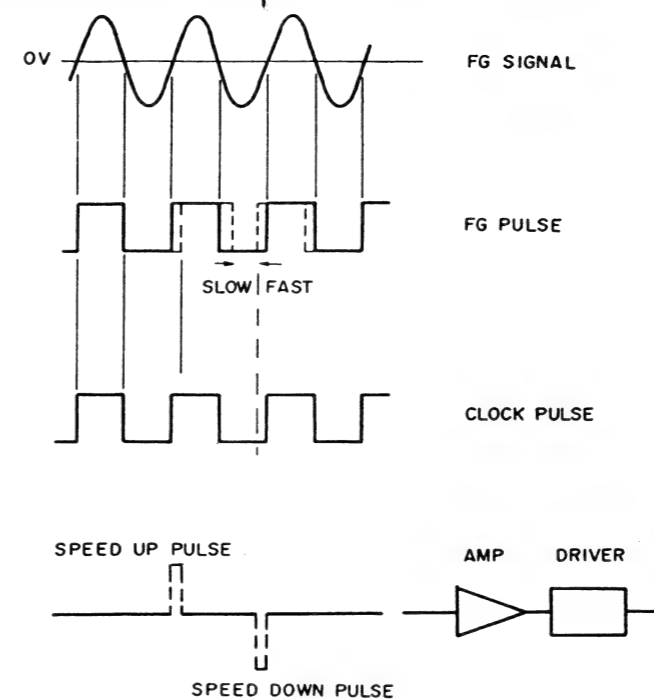 0V
FG SIGNAL
FG PULSE
SLOW FAST
CLOCK PULSE
SPEED UP PULSE
AMP DRIVER
SPEED DOWN PULSE